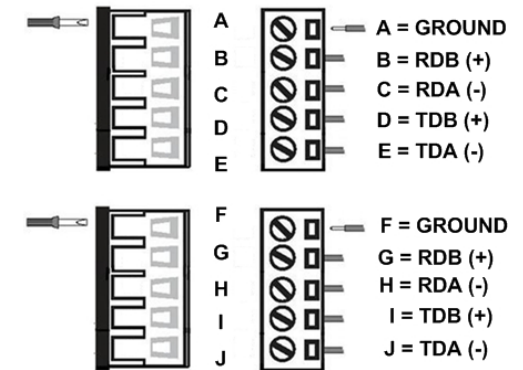 A
A = GROUND
B
B = RDB (+)
C
C = RDA (-)
D
D = TDB (+)
E
E = TDA (-)
F
F = GROUND
G
G = RDB (+)
H
H = RDA (-)
I
I = TDB (+)
J
J = TDA (-)